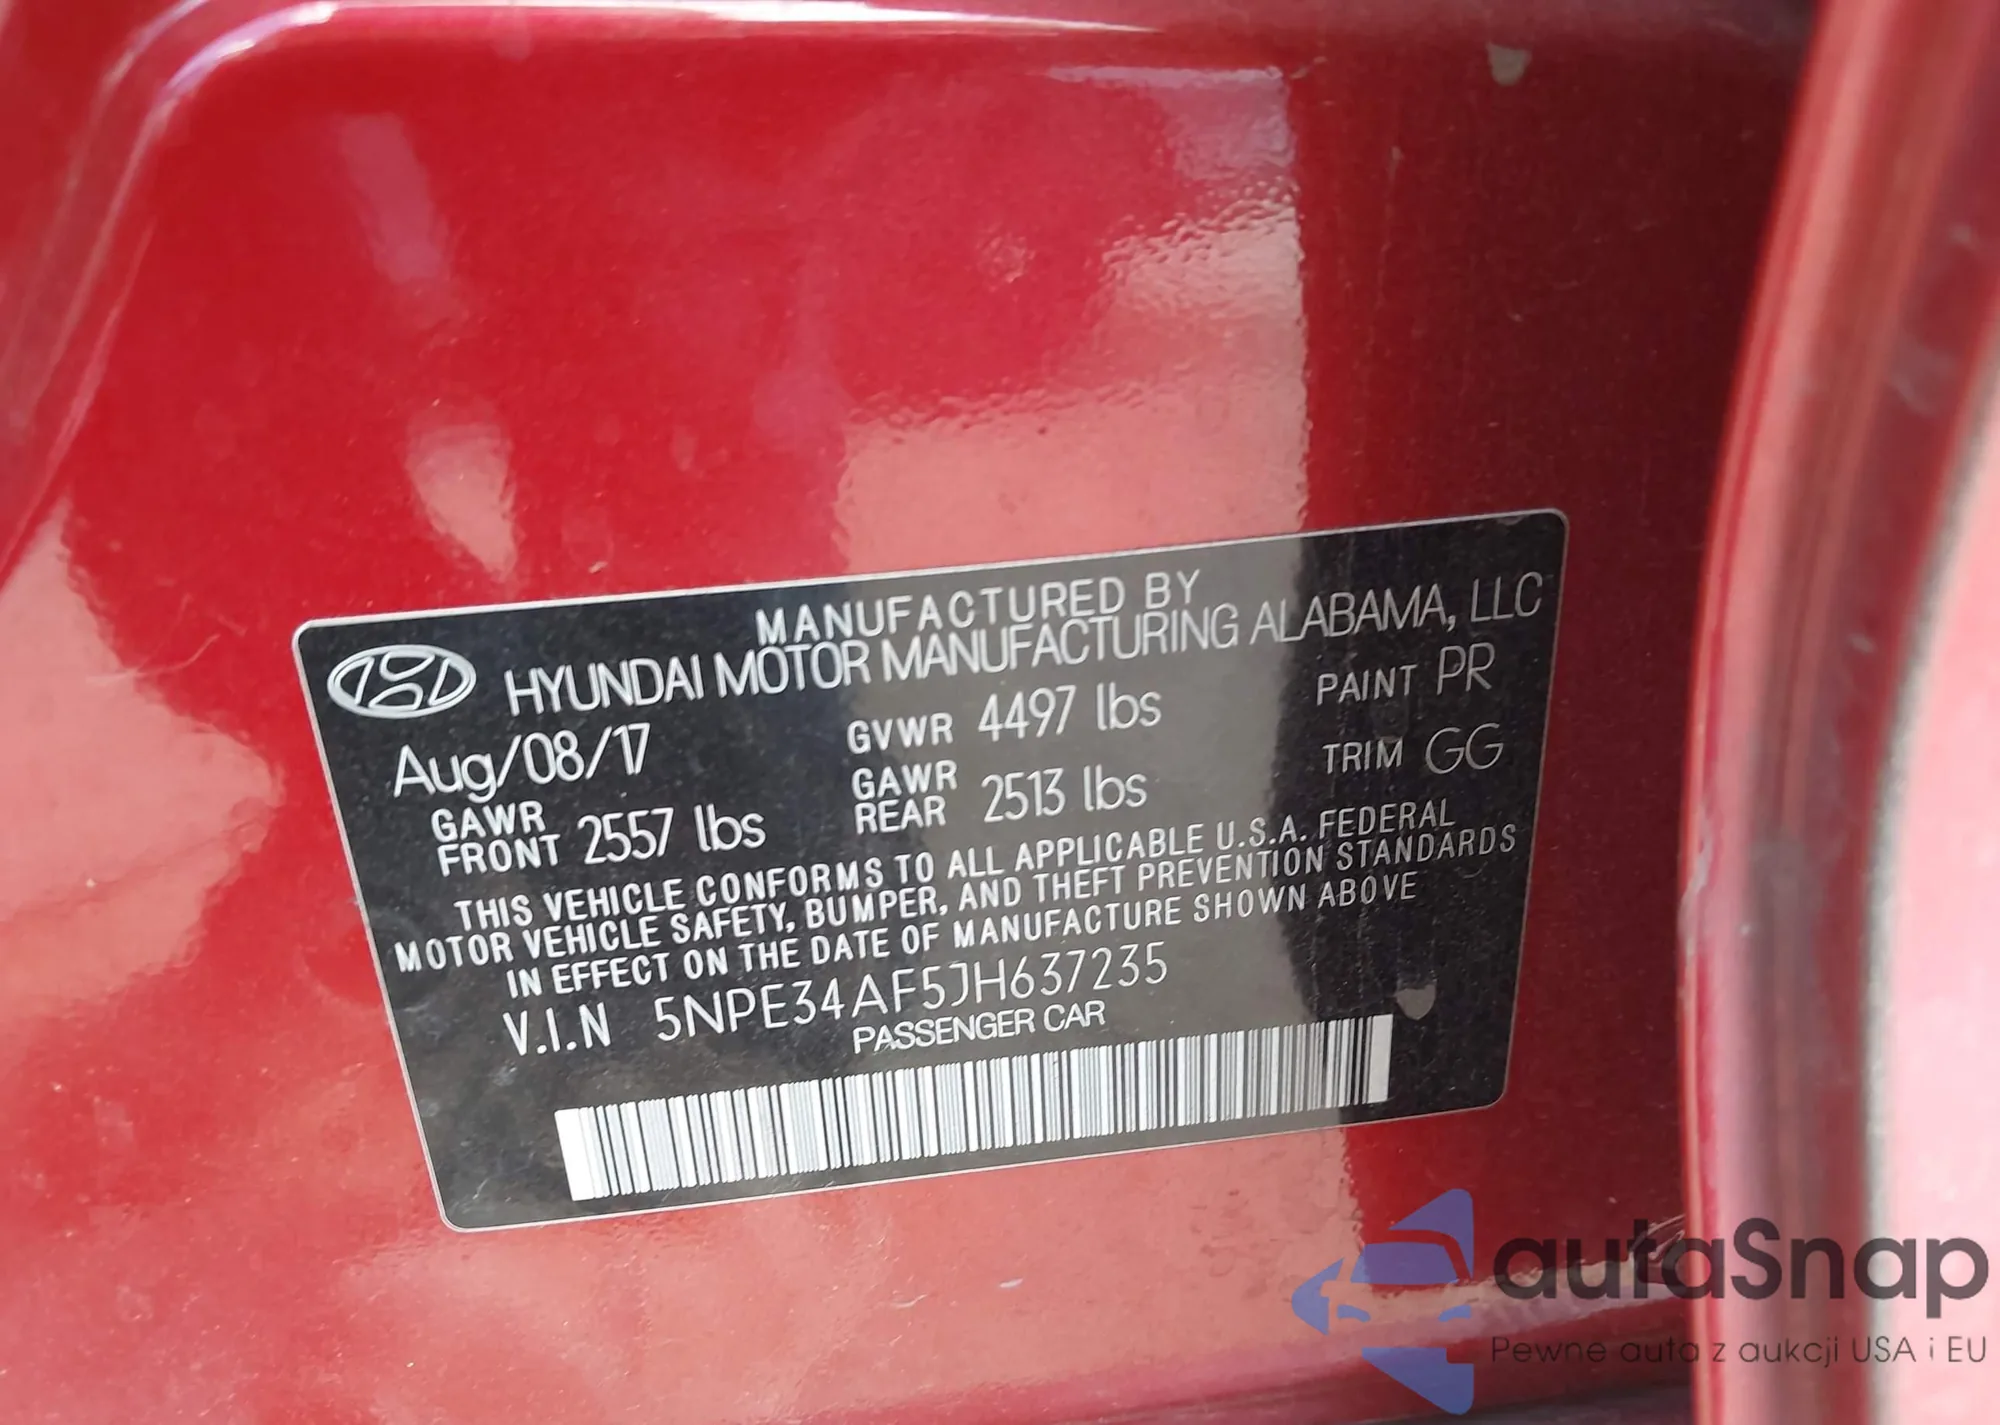 MANUFACTURED BY
HYUNDAI MOTOR MANUFACTURING ALABAMA, LLC
Aug/08/17 GVWR 4497 lbs PAINT PR
GAWR FRONT 2557 lbs GAWR REAR 2513 lbs TRIM GG
THIS VEHICLE CONFORMS TO ALL APPLICABLE U.S.A. FEDERAL
MOTOR VEHICLE SAFETY, BUMPER, AND THEFT PREVENTION STANDARDS
IN EFFECT ON THE DATE OF MANUFACTURE SHOWN ABOVE
V.I.N 5NPE34AF5JH637235
PASSENGER CAR
autaSnap
Pewne auta z aukcji USA i EU